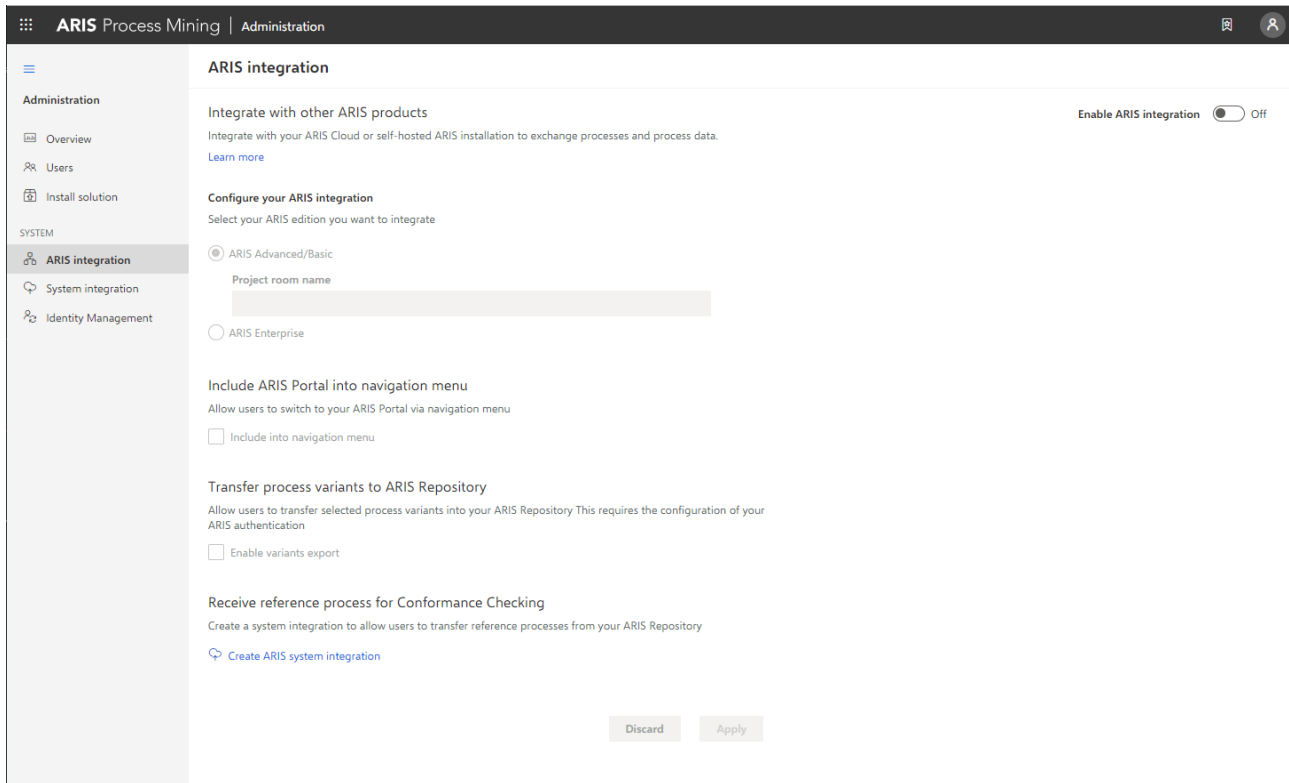 ARIS Process Mining | Administration
ARIS integration
Administration
Overview
Users
Install solution
SYSTEM
ARIS integration
System integration
Identity Management
Integrate with other ARIS products
Enable ARIS integration Off
Integrate with your ARIS Cloud or self-hosted ARIS installation to exchange processes and process data.
Learn more
Configure your ARIS integration
Select your ARIS edition you want to integrate
ARIS Advanced/Basic
Project room name
ARIS Enterprise
Include ARIS Portal into navigation menu
Allow users to switch to your ARIS Portal via navigation menu
Include into navigation menu
Transfer process variants to ARIS Repository
Allow users to transfer selected process variants into your ARIS Repository This requires the configuration of your
ARIS authentication
Enable variants export
Receive reference process for Conformance Checking
Create a system integration to allow users to transfer reference processes from your ARIS Repository
Create ARIS system integration
Discard Apply